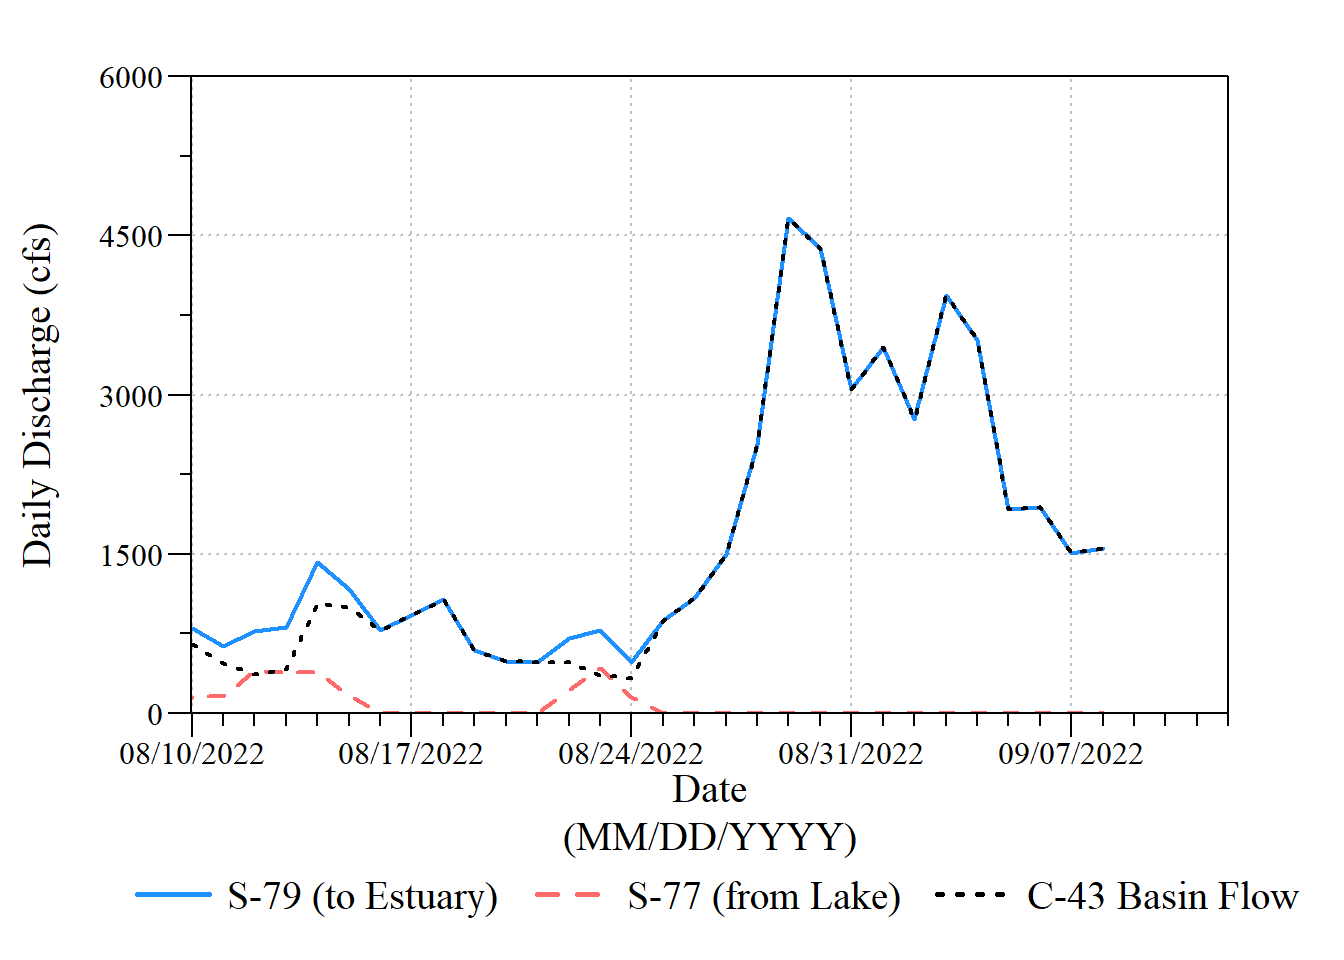 6000
4500
3000
1500
0
Daily Discharge (cfs)
08/10/2022 08/17/2022 08/24/2022 08/31/2022 09/07/2022
Date
(MM/DD/YYYY)
S-79 (to Estuary) S-77 (from Lake) C-43 Basin Flow